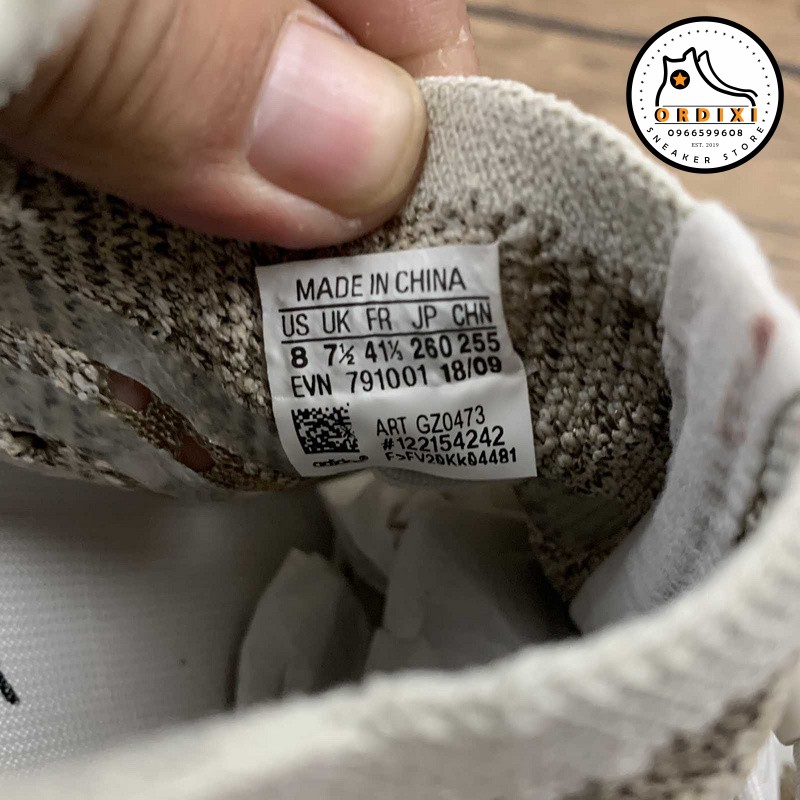 ORDIXI
0966599608
EST. 2019
SNEAKER STORE
MADE IN CHINA
US UK FR JP CHN
8 7½ 41⅓ 260 255
EVN 791001 18/09
ART GZ0473
#122154242
F>FV20Kk04481
adidas